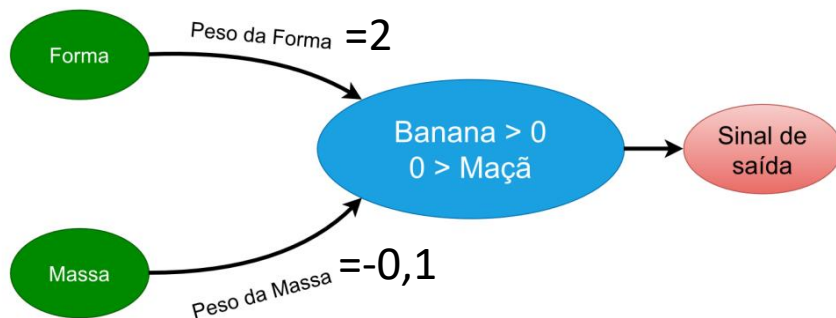 Forma
Peso da Forma =2
Banana > 0
0 > Maçã
Sinal de
saída
Massa
Peso da Massa =-0,1